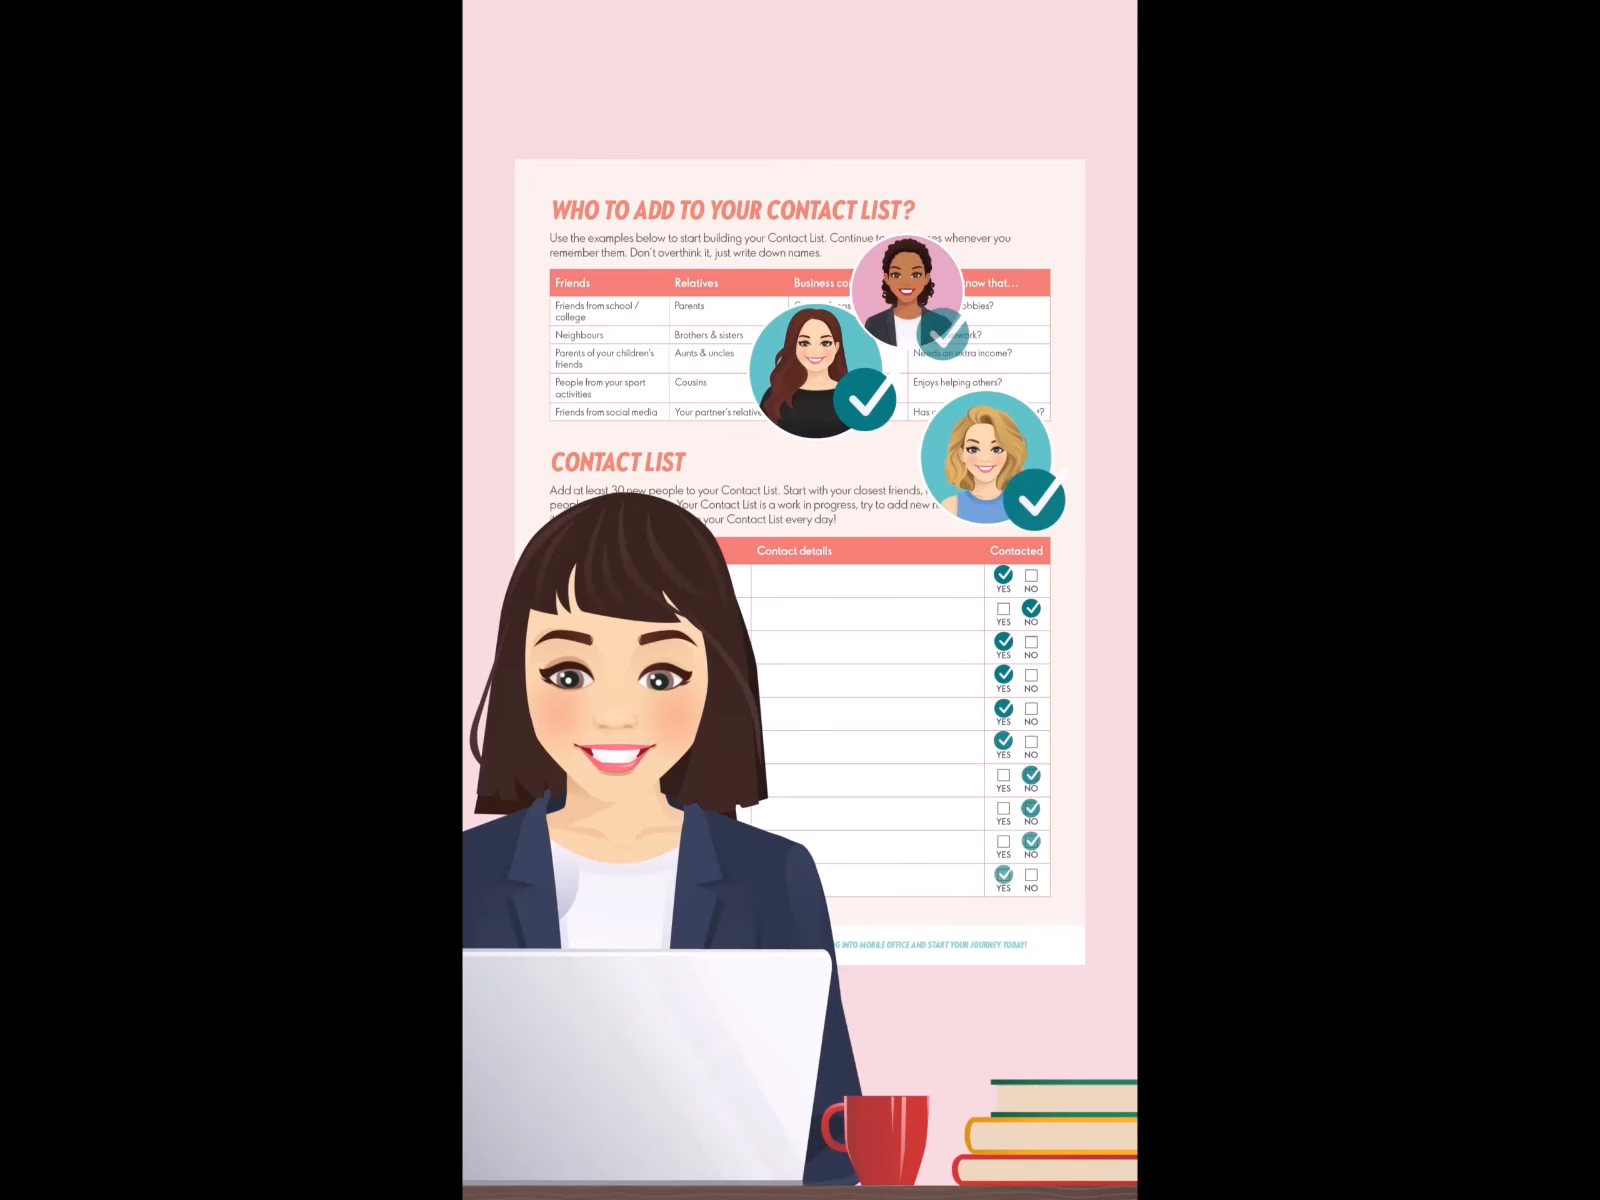 WHO TO ADD TO YOUR CONTACT LIST?
Use the examples below to start building your Contact List. Continue to whenever you
remember them. Don't overthink it, just write down names.
Friends
Relatives
Business
that...
Friends from school /
college
Parents
Neighbours
Brothers & sisters
Parents of your children's
friends
Aunts & uncles
Needs an extra income?
People from your sport
activities
Cousins
Enjoys helping others?
Friends from social media
Your partner's
Has
CONTACT LIST
Add at least 30 new people to your Contact List. Start with your closest friends,
Your Contact List is a work in progress, try to add new
your Contact List every day!
Contact details
Contacted
YES NO
YES NO
YES NO
YES NO
YES NO
YES NO
YES NO
YES NO
YES NO
YES NO
INTO MOBILE OFFICE AND START YOUR JOURNEY TODAY!